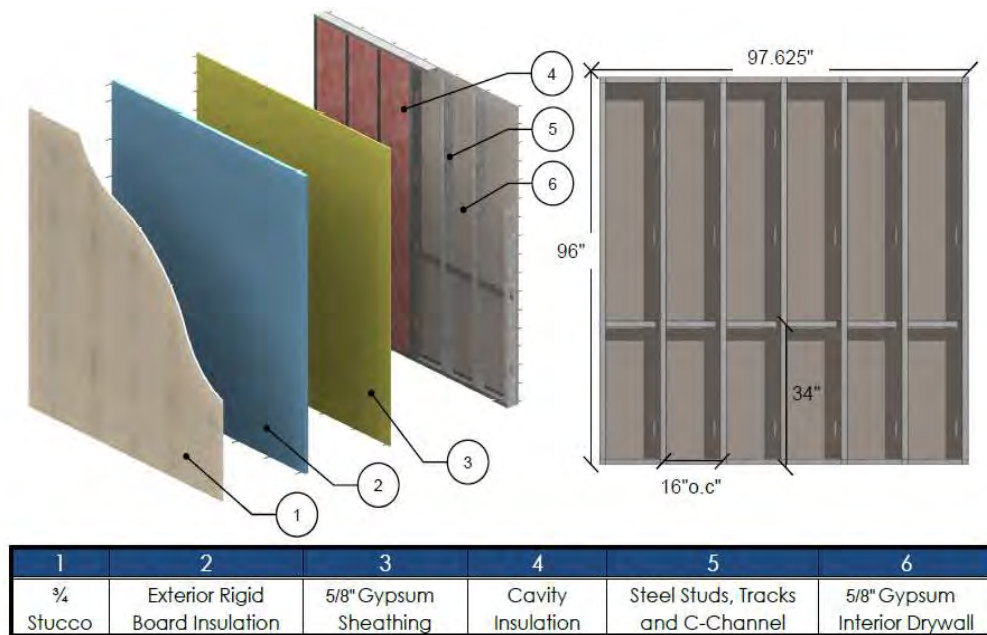 97.625"
4
5
6
96"
34"
3
2
16"o.c"
1
1 2 3 4 5 6
¾ Exterior Rigid 5/8" Gypsum Cavity Steel Studs, Tracks 5/8" Gypsum
Stucco Board Insulation Sheathing Insulation and C-Channel Interior Drywall